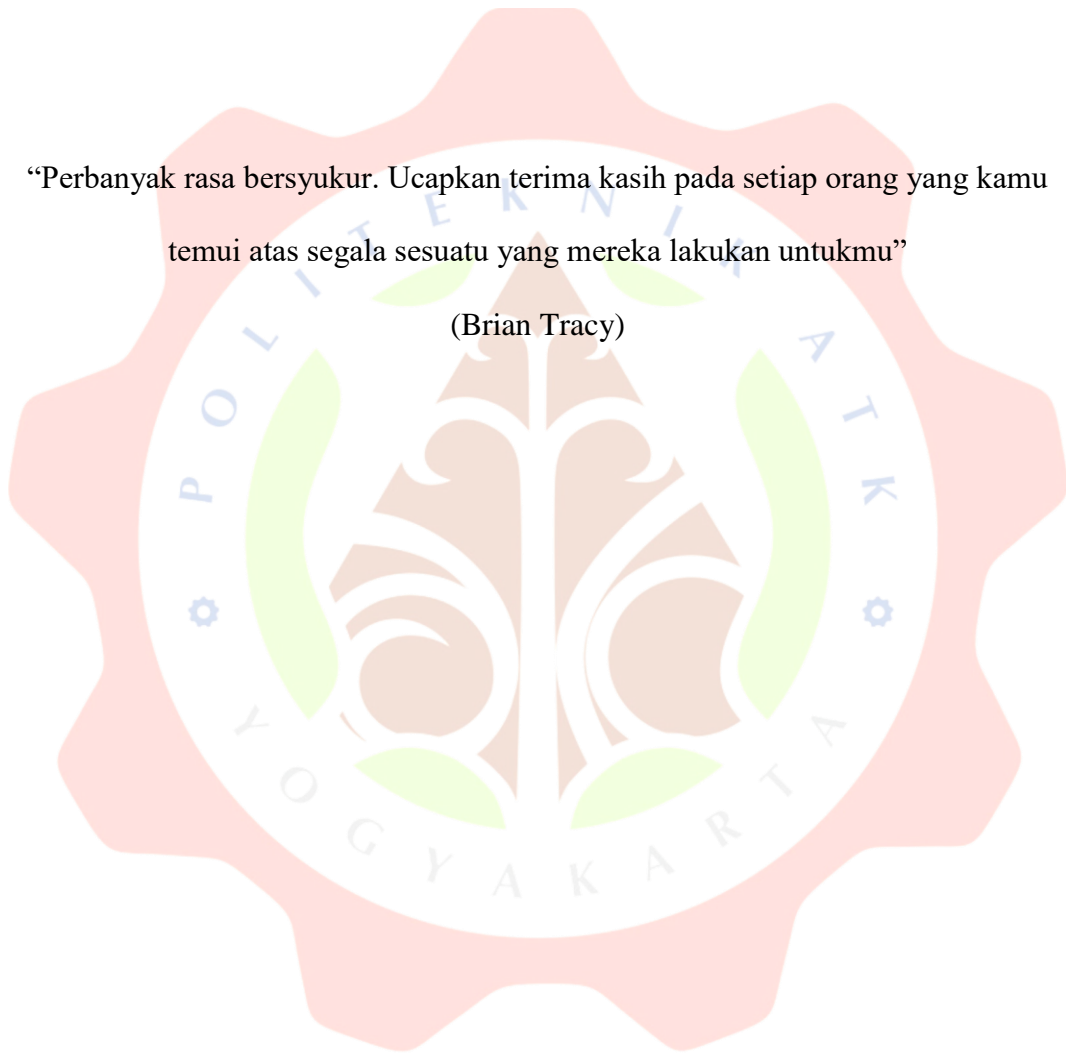 “Perbanyak rasa bersyukur. Ucapkan terima kasih pada setiap orang yang kamu
temui atas segala sesuatu yang mereka lakukan untukmu”
(Brian Tracy)
POLITEKNIK ATK
YOGYAKARTA